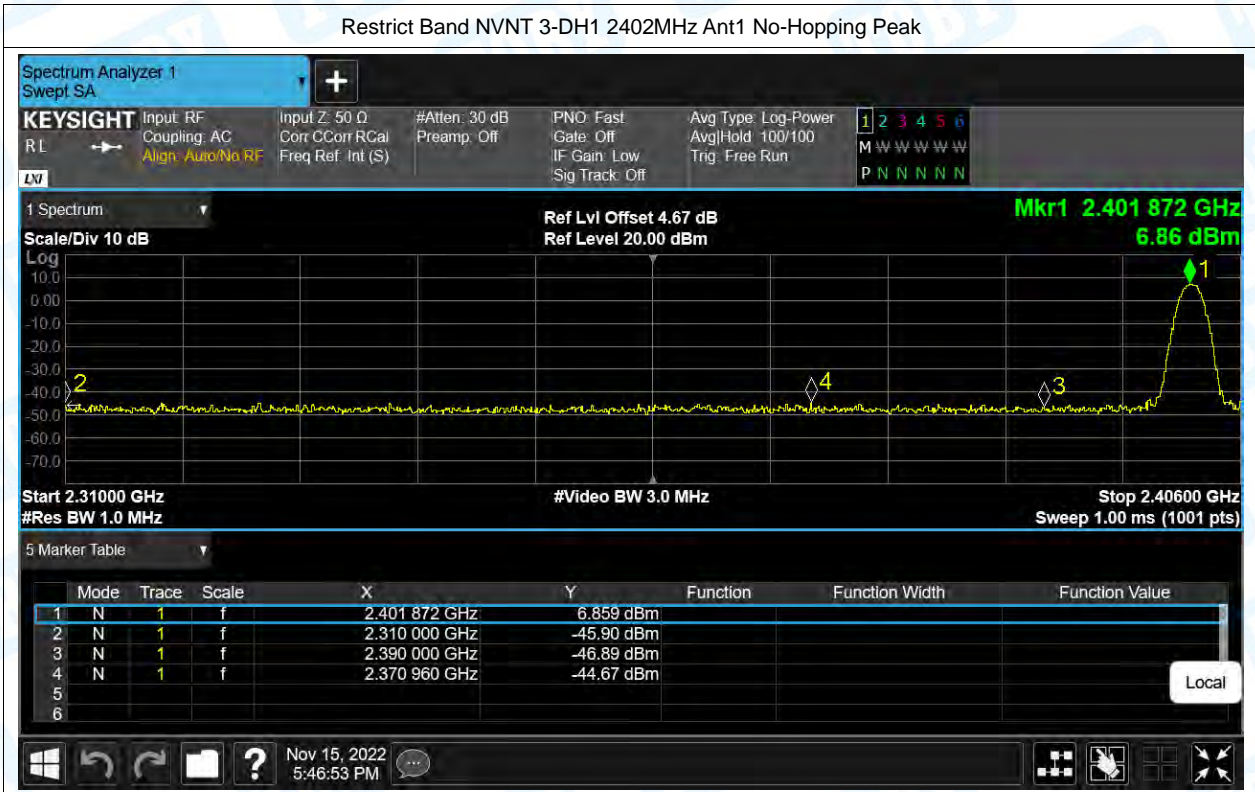 Restrict Band NVNT 3-DH1 2402MHz Ant1 No-Hopping Peak
Spectrum Analyzer 1
Swept SA
+
KEYSIGHT Input: RF Input Z: 50 Ω #Atten: 30 dB PNO: Fast Avg Type: Log-Power 1 2 3 4 5 6
RL Coupling: AC Corr CCorr RCal Preamp: Off Gate: Off Avg|Hold: 100/100 M W W W W W W
Align: Auto/No RF Freq Ref: Int (S) IF Gain: Low Trig: Free Run
LXI Sig Track: Off P N N N N N N
1 Spectrum Ref Lvl Offset 4.67 dB Mkr1 2.401 872 GHz
Scale/Div 10 dB Ref Level 20.00 dBm 6.86 dBm
Log
1
10.0
0.00
-10.0
-20.0
-30.0
-40.0
2 4 3
-50.0
-60.0
-70.0
Start 2.31000 GHz #Video BW 3.0 MHz Stop 2.40600 GHz
#Res BW 1.0 MHz Sweep 1.00 ms (1001 pts)
5 Marker Table
Mode Trace Scale X Y Function Function Width Function Value
1 N 1 f 2.401 872 GHz 6.859 dBm
2 N 1 f 2.310 000 GHz -45.90 dBm
3 N 1 f 2.390 000 GHz -46.89 dBm
4 N 1 f 2.370 960 GHz -44.67 dBm
5
6
Local
? Nov 15, 2022
5:46:53 PM